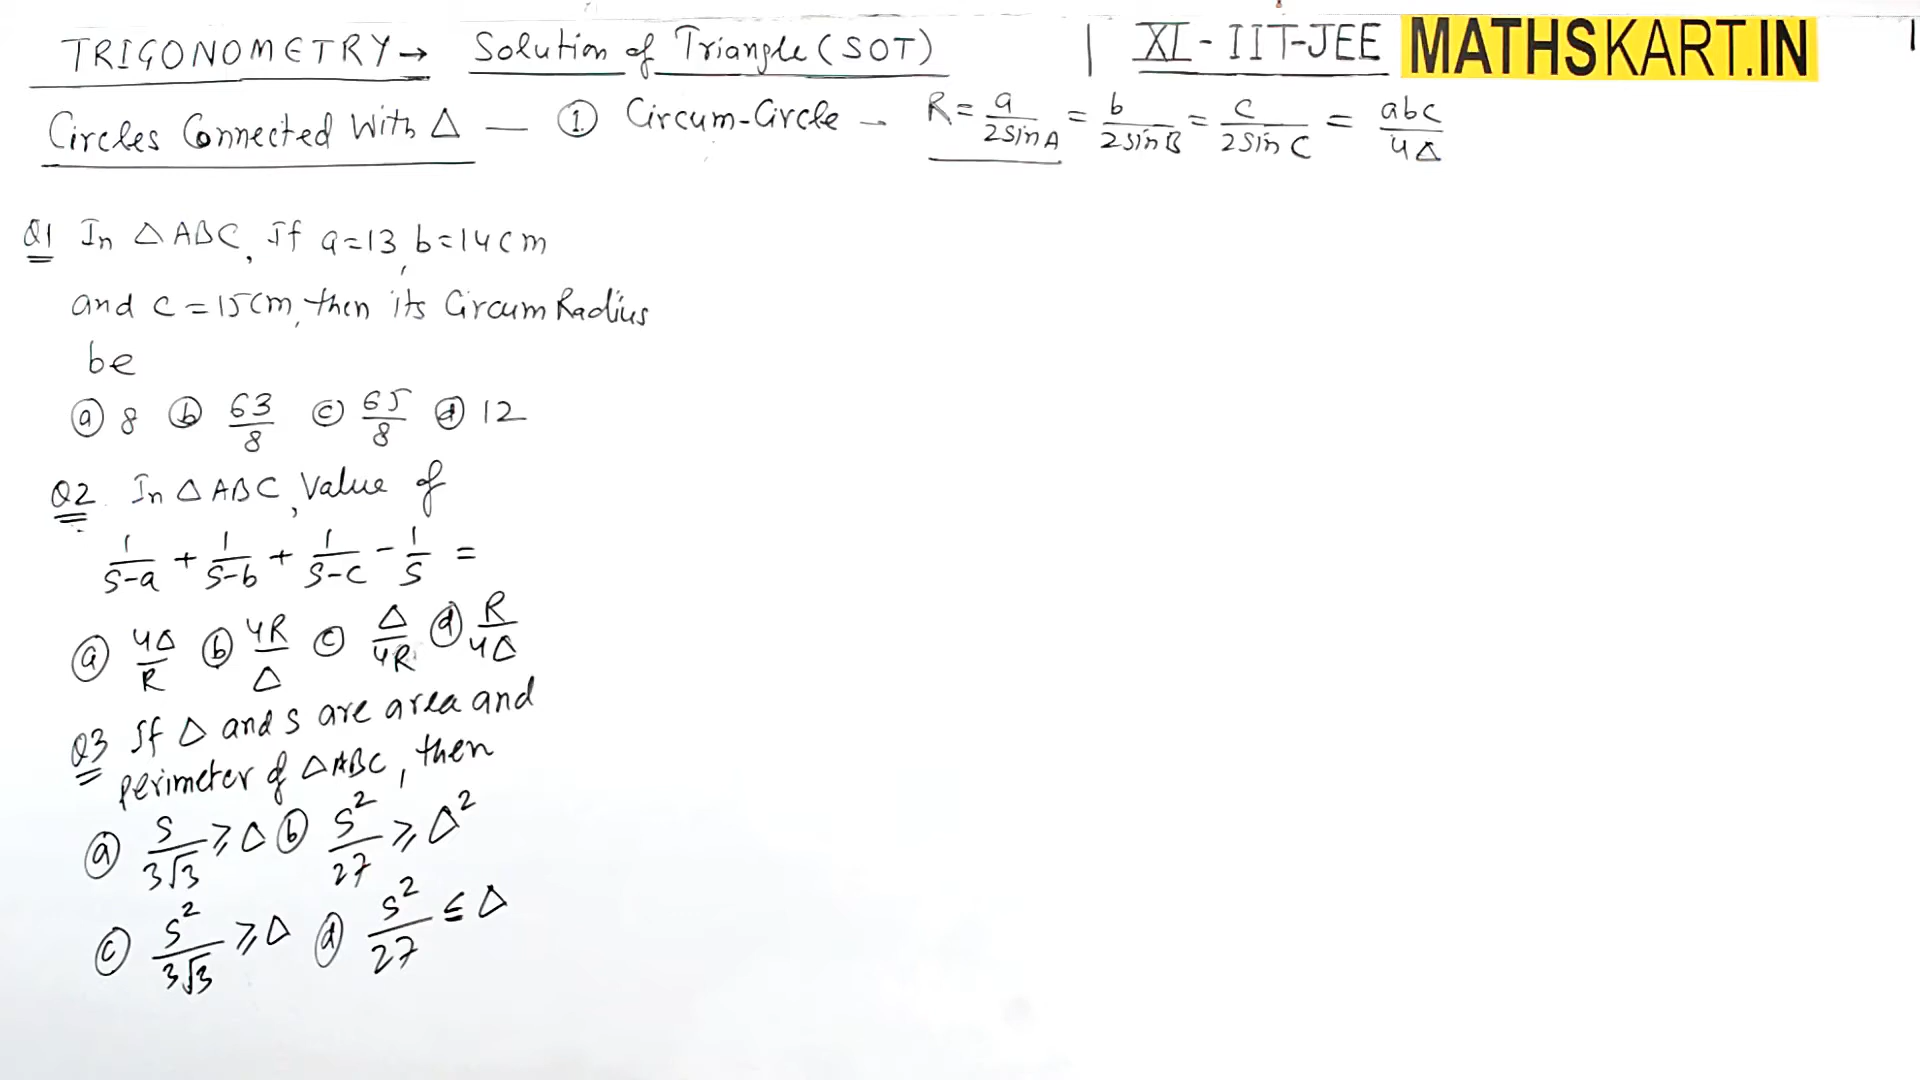 TRIGONOMETRY → Solution of Triangle (SOT) | XI - IIT-JEE MATHSKART.IN
Circles Connected With Δ — ① Circum-Circle - R = a/2sinA = b/2sinB = c/2sinC = abc/4Δ
Q1 In ΔABC, If a=13, b=14cm
and c=15cm, then its CircumRadius
be
ⓐ 8 ⓑ 63/8 ⓒ 65/8 ⓓ 12
Q2. In ΔABC, Value of
1/s-a + 1/s-b + 1/s-c - 1/s =
ⓐ 4Δ/R ⓑ 4R/Δ ⓒ Δ/4R ⓓ R/4Δ
Q3 If Δ and s are area and
perimeter of ΔABC, then
ⓐ s/3√3 ≥ Δ ⓑ s²/27 ≥ Δ²
ⓒ s²/3√3 ≥ Δ ⓓ s²/27 ≤ Δ